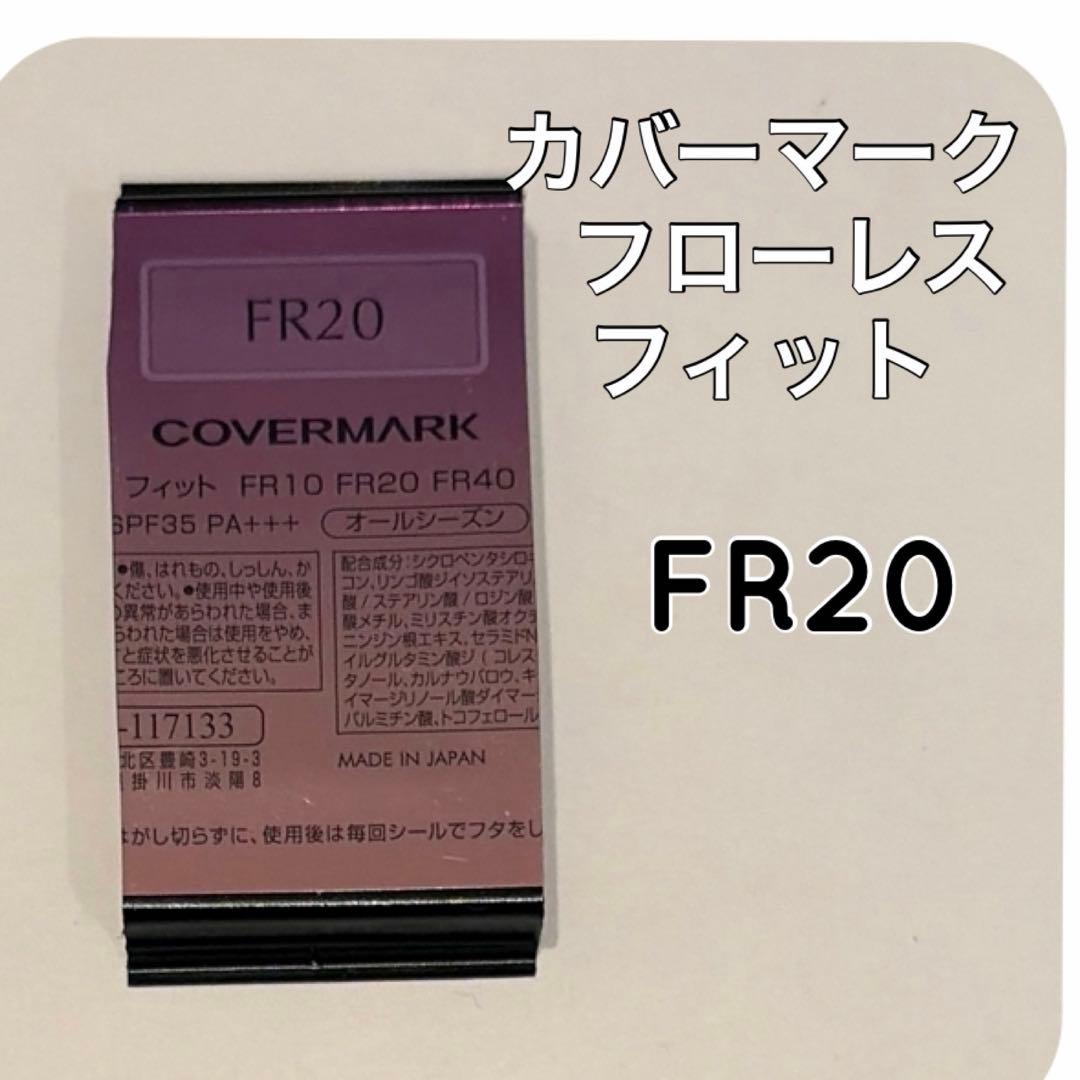 カバーマーク
フローレス
フィット
FR20
FR20
COVERMARK
フィット FR10 FR20 FR40
SPF35 PA+++ オールシーズン
●傷、はれもの、しっしん、か
ください。●使用中や使用後
の異常があらわれた場合、ま
らわれた場合は使用をやめ、
すと症状を悪化させることが
ころに置いてください。
配合成分：シクロペンタシロキ
コン、リンゴ酸ジイソステアリ
酸/ステアリン酸/ロジン酸
酸メチル、ミリスチン酸オクチ
ニンジン根エキス、セラミドN
イルグルタミン酸ジ（コレス
タノール、カルナウバロウ、キ
イマージリノール酸ダイマー
パルミチン酸、トコフェロール
-117133
北区豊崎3-19-3
掛川市淡陽8
MADE IN JAPAN
はがし切らずに、使用後は毎回シールでフタをし